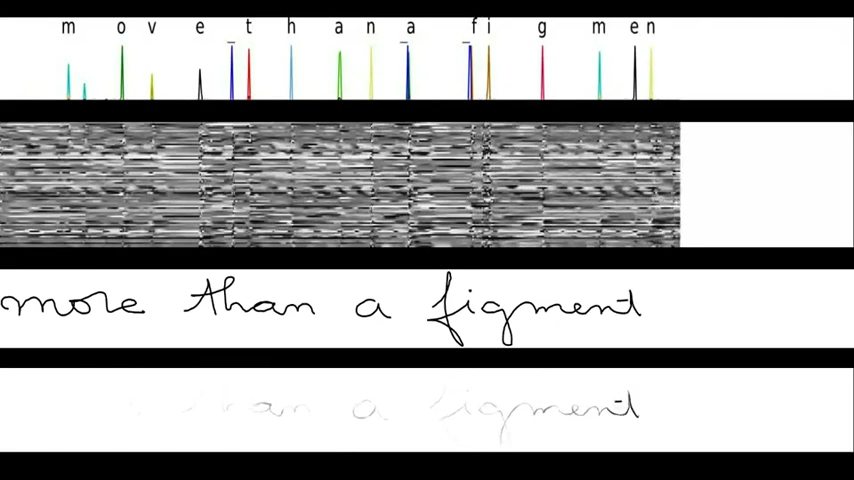 m o v e _ t h a n _ a _ f i g m e n
more than a figment
than a figment